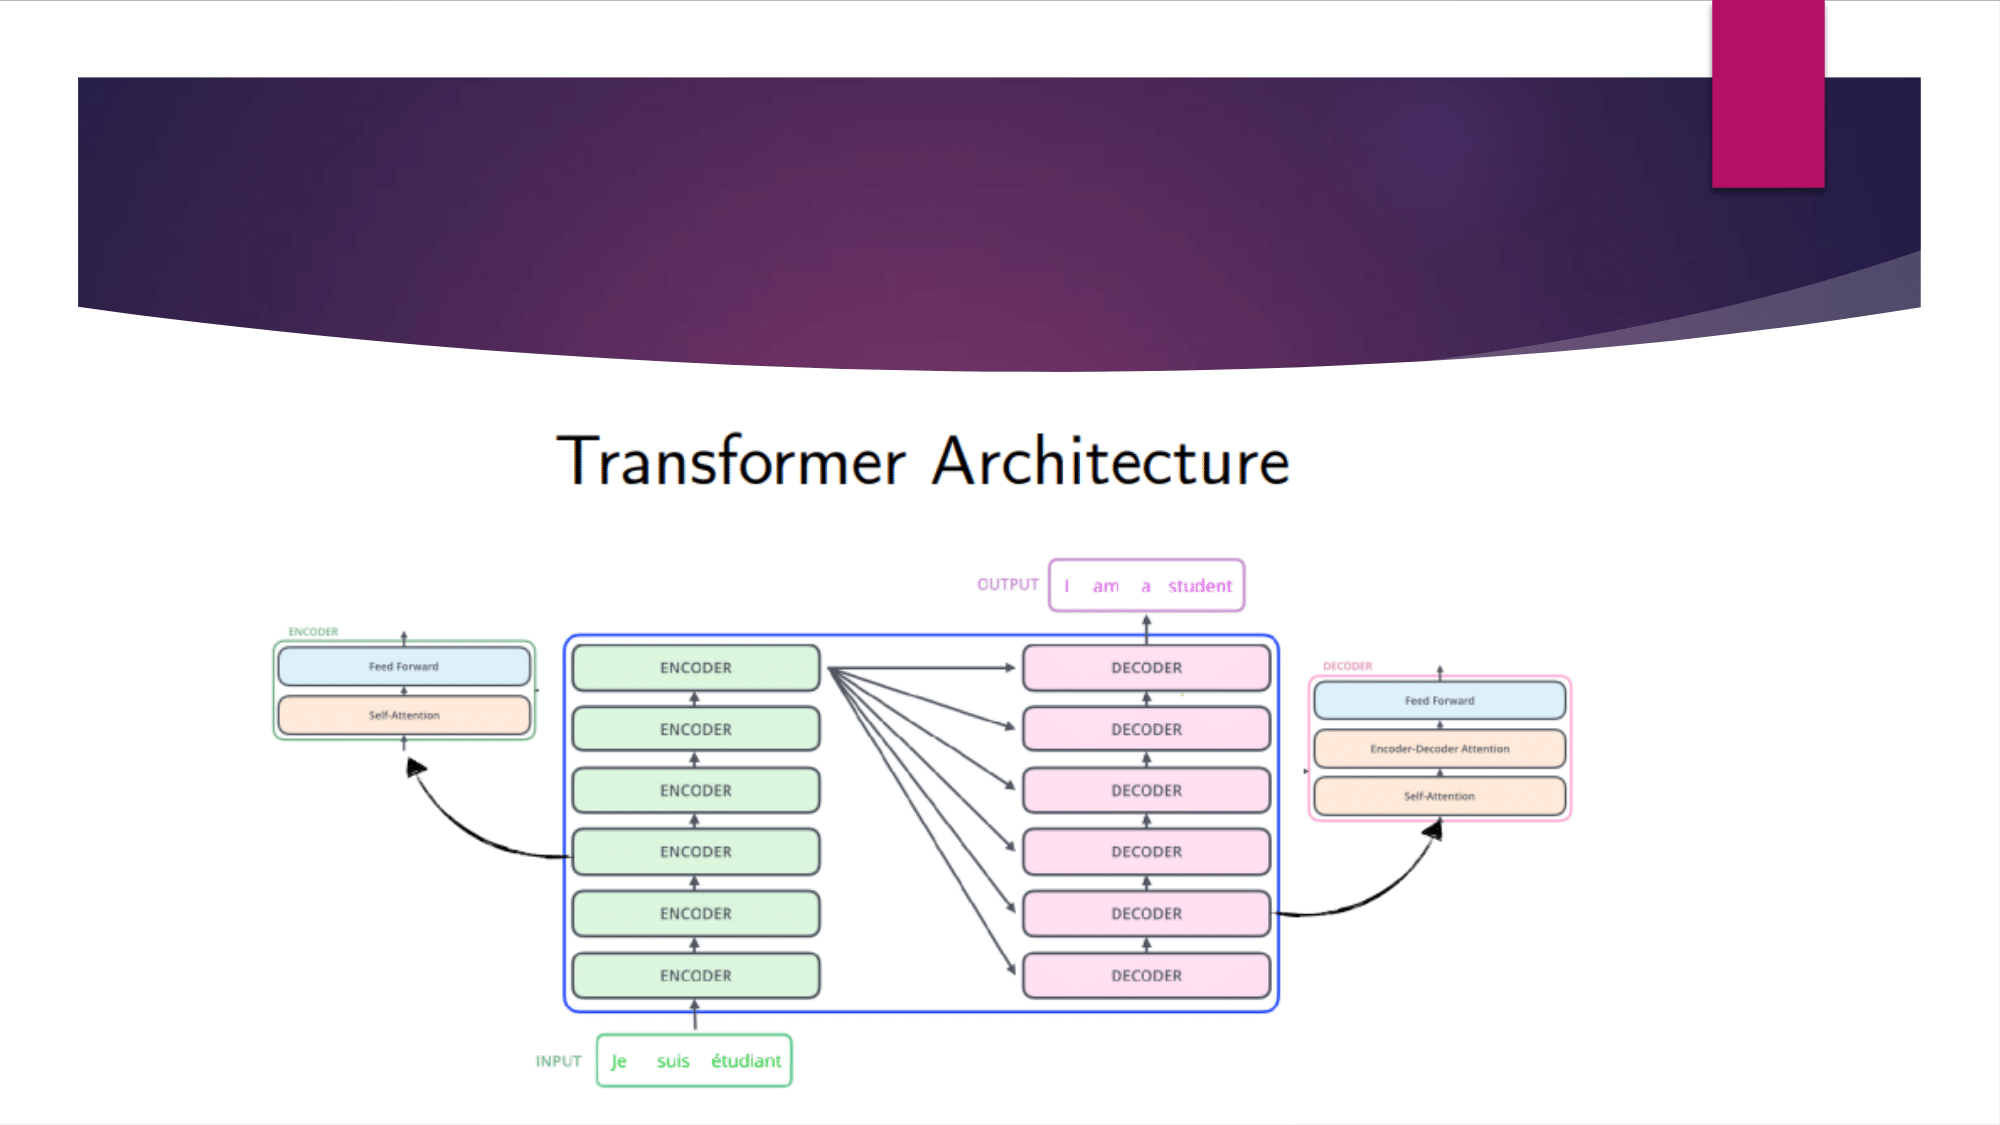 Transformer Architecture
OUTPUT I am a student
ENCODER
Feed Forward
Self-Attention
ENCODER
ENCODER
ENCODER
ENCODER
ENCODER
ENCODER
DECODER
DECODER
DECODER
DECODER
DECODER
DECODER
DECODER
Feed Forward
Encoder-Decoder Attention
Self-Attention
INPUT Je suis étudiant